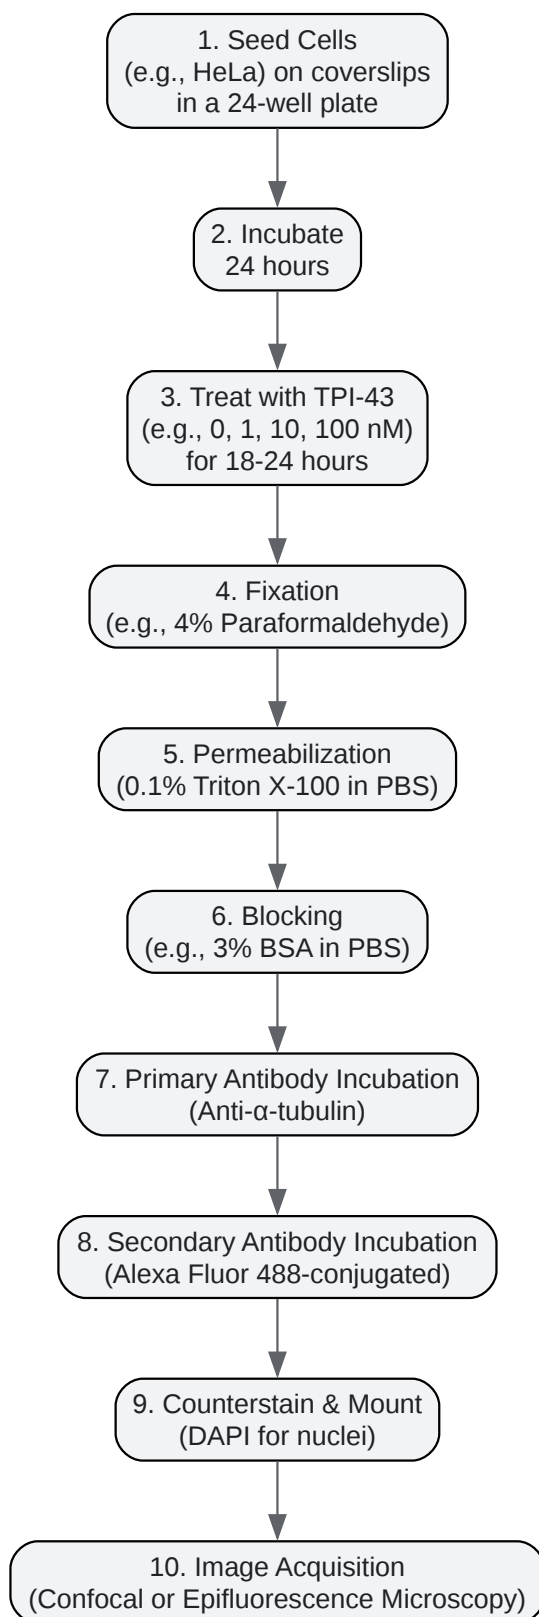 1. Seed Cells
(e.g., HeLa) on coverslips
in a 24-well plate
2. Incubate
24 hours
3. Treat with TPI-43
(e.g., 0, 1, 10, 100 nM)
for 18-24 hours
4. Fixation
(e.g., 4% Paraformaldehyde)
5. Permeabilization
(0.1% Triton X-100 in PBS)
6. Blocking
(e.g., 3% BSA in PBS)
7. Primary Antibody Incubation
(Anti-α-tubulin)
8. Secondary Antibody Incubation
(Alexa Fluor 488-conjugated)
9. Counterstain & Mount
(DAPI for nuclei)
10. Image Acquisition
(Confocal or Epifluorescence Microscopy)